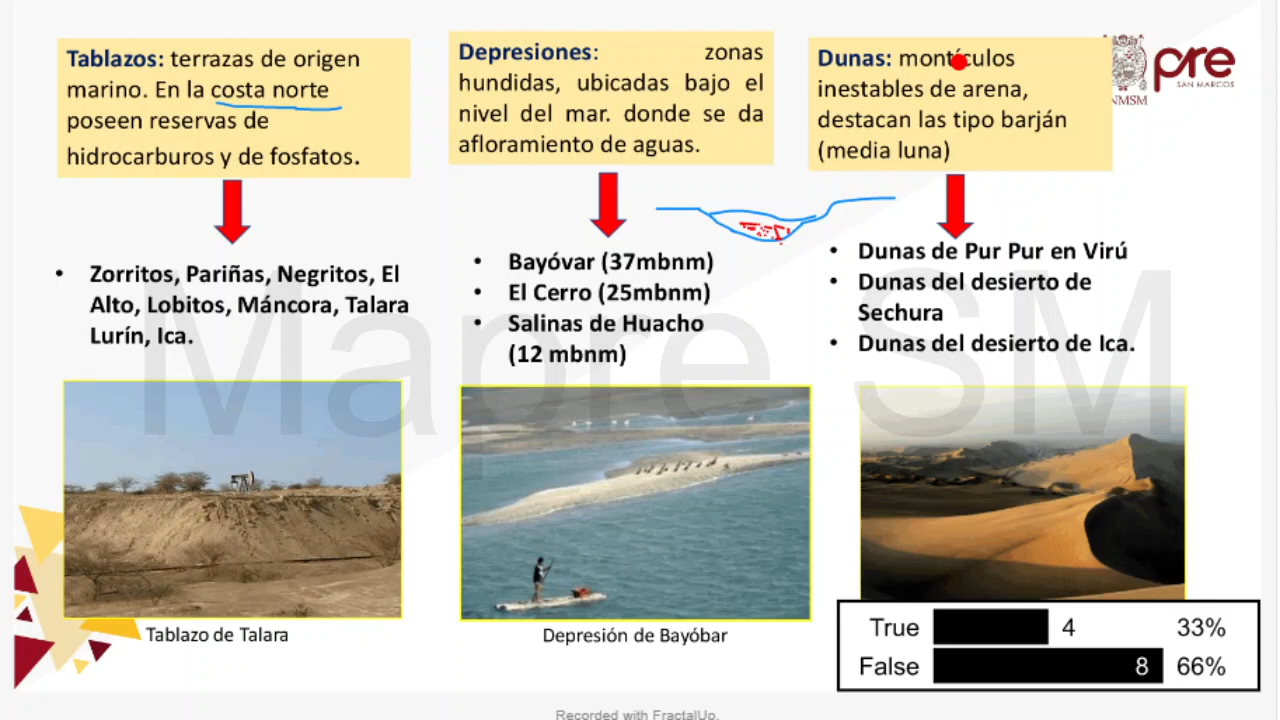 Tablazos: terrazas de origen
marino. En la costa norte
poseen reservas de
hidrocarburos y de fosfatos.
Zorritos, Pariñas, Negritos, El
Alto, Lobitos, Máncora, Talara
Lurín, Ica.
Tablazo de Talara
Depresiones: zonas
hundidas, ubicadas bajo el
nivel del mar. donde se da
afloramiento de aguas.
• Bayóvar (37mbnm)
• El Cerro (25mbnm)
• Salinas de Huacho
(12 mbnm)
Depresión de Bayóbar
Dunas: montículos
inestables de arena,
destacan las tipo barján
(media luna)
• Dunas de Pur Pur en Virú
• Dunas del desierto de
Sechura
• Dunas del desierto de Ica.
pre
SAN MARCOS
NMSM
Mapre SM
True 4 33%
False 8 66%
Recorded with FractalUp.